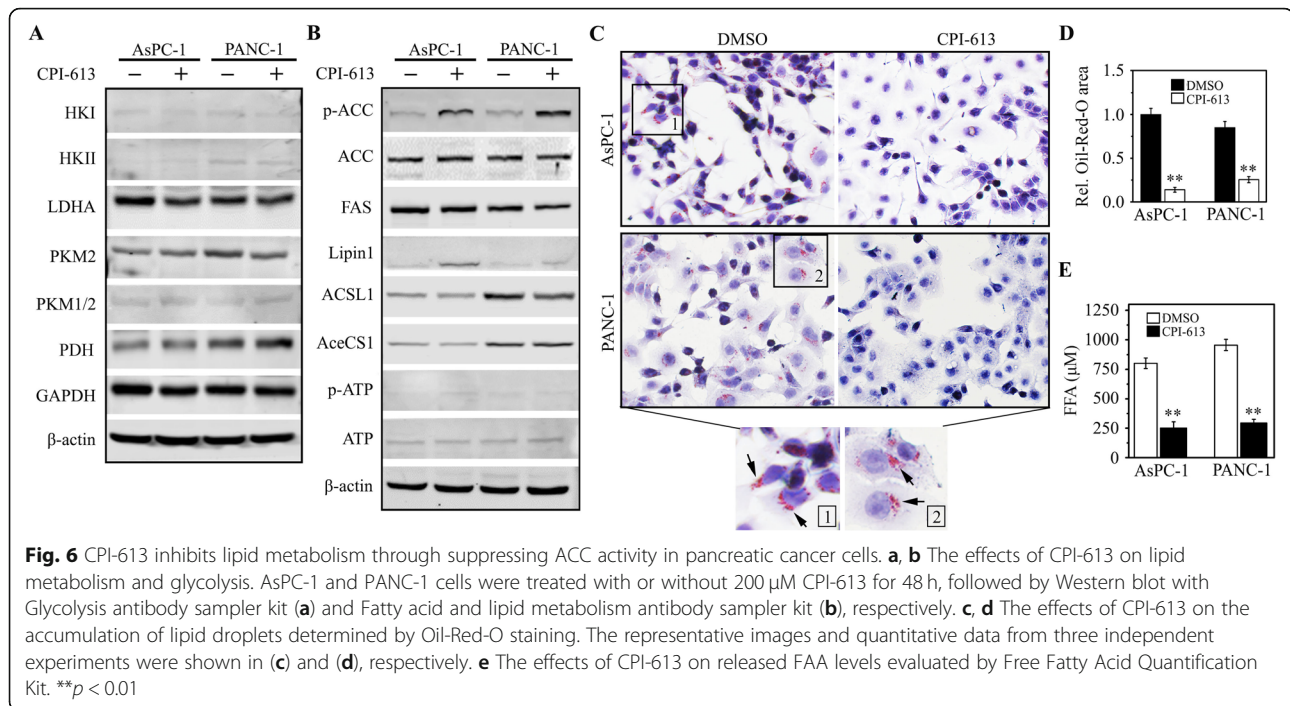 A
AsPC-1 PANC-1
CPI-613 − + − +
HKI
HKII
LDHA
PKM2
PKM1/2
PDH
GAPDH
β-actin
B
AsPC-1 PANC-1
CPI-613 − + − +
p-ACC
ACC
FAS
Lipin1
ACSL1
AceCS1
p-ATP
ATP
β-actin
C
DMSO CPI-613
AsPC-1
1
PANC-1
2
1 2
D
Rel. Oil-Red-O area
1.5
1.0
0.5
0.0
DMSO
CPI-613
** **
AsPC-1 PANC-1
E
FFA (µM)
1250
1000
750
500
250
0
DMSO
CPI-613
** **
AsPC-1 PANC-1
Fig. 6 CPI-613 inhibits lipid metabolism through suppressing ACC activity in pancreatic cancer cells. a, b The effects of CPI-613 on lipid
metabolism and glycolysis. AsPC-1 and PANC-1 cells were treated with or without 200 µM CPI-613 for 48 h, followed by Western blot with
Glycolysis antibody sampler kit (a) and Fatty acid and lipid metabolism antibody sampler kit (b), respectively. c, d The effects of CPI-613 on the
accumulation of lipid droplets determined by Oil-Red-O staining. The representative images and quantitative data from three independent
experiments were shown in (c) and (d), respectively. e The effects of CPI-613 on released FAA levels evaluated by Free Fatty Acid Quantification
Kit. **p < 0.01